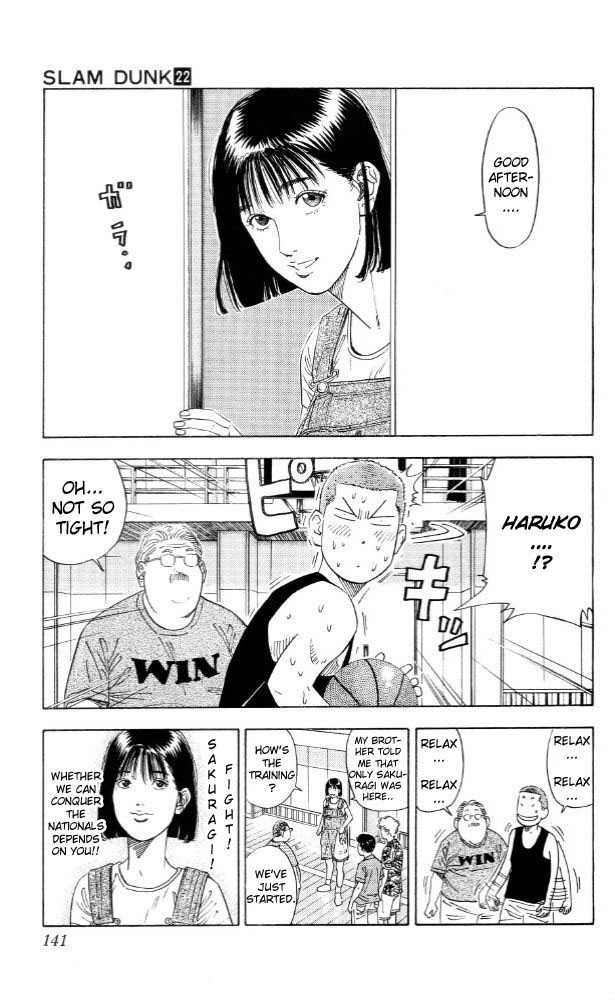 SLAM DUNK 22
GOOD
AFTER-
NOON
....
ガラ・
HARUKO
....
!?
OH...
NOT SO
TIGHT!
ギ
WIN
RELAX
...
RELAX
...
RELAX
...
RELAX
...
WIN
MY BROT-
HER TOLD
ME THAT
ONLY SAKU-
RAGI WAS
HERE..
HOW'S
THE
TRAINING
?
WE'VE
JUST
STARTED.
FIGHT!
SAKURAGI!
WHETHER
WE CAN
CONQUER
THE
NATIONALS
DEPENDS
ON YOU!!
141